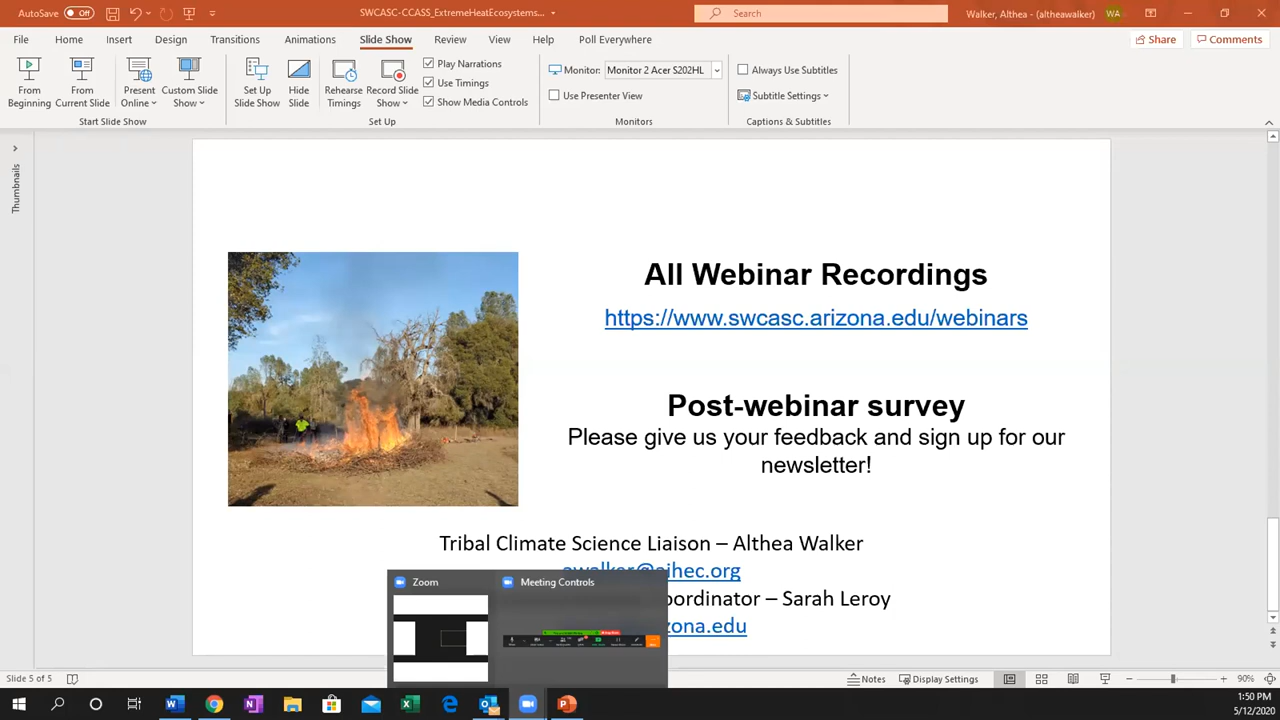 AutoSave Off
SWCASC-CCASS_ExtremeHeatEcosystems...
Search
Walker, Althea - (altheawalker)
WA
File Home Insert Design Transitions Animations Slide Show Review View Help Poll Everywhere
Share Comments
From Beginning
From Current Slide
Present Online
Custom Slide Show
Set Up Slide Show
Hide Slide
Rehearse Timings
Record Slide Show
Play Narrations
Use Timings
Show Media Controls
Monitor: Monitor 2 Acer S202HL
Use Presenter View
Always Use Subtitles
Subtitle Settings
Start Slide Show
Set Up
Monitors
Captions & Subtitles
Thumbnails
All Webinar Recordings
https://www.swcasc.arizona.edu/webinars
Post-webinar survey
Please give us your feedback and sign up for our
newsletter!
Tribal Climate Science Liaison – Althea Walker
awalker@aihec.org
oordinator – Sarah Leroy
zona.edu
Zoom
Meeting Controls
Slide 5 of 5
Notes
Display Settings
90%
1:50 PM
5/12/2020